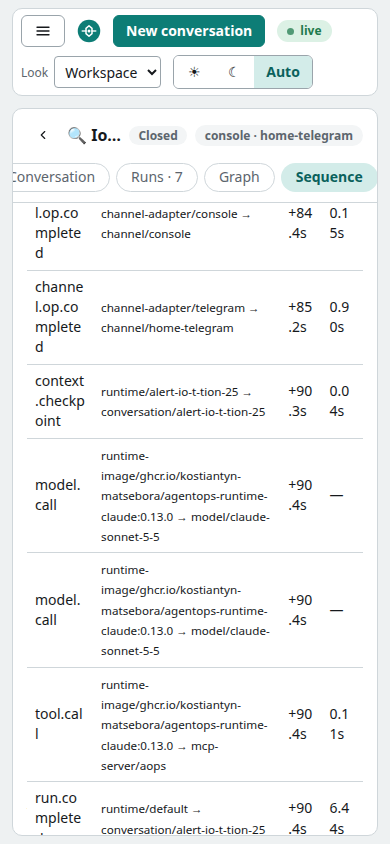 New conversation
live
Look
Workspace
Auto
Io...
Closed
console · home-telegram
Conversation
Runs · 7
Graph
Sequence
l.op.co
mplete
d
channel-adapter/console →
channel/console
+84
.4s
0.1
5s
channe
l.op.co
mplete
d
channel-adapter/telegram →
channel/home-telegram
+85
.2s
0.9
0s
context
.checkp
oint
runtime/alert-io-t-tion-25 →
conversation/alert-io-t-tion-25
+90
.3s
0.0
4s
model.
call
runtime-
image/ghcr.io/kostiantyn-
matsebora/agentops-runtime-
claude:0.13.0 → model/claude-
sonnet-5-5
+90
.4s
—
model.
call
runtime-
image/ghcr.io/kostiantyn-
matsebora/agentops-runtime-
claude:0.13.0 → model/claude-
sonnet-5-5
+90
.4s
—
tool.cal
l
runtime-
image/ghcr.io/kostiantyn-
matsebora/agentops-runtime-
claude:0.13.0 → mcp-
server/aops
+90
.4s
0.1
1s
run.co
mplete
runtime/default →
conversation/alert-io-t-tion-25
+90
.4s
6.4
4s